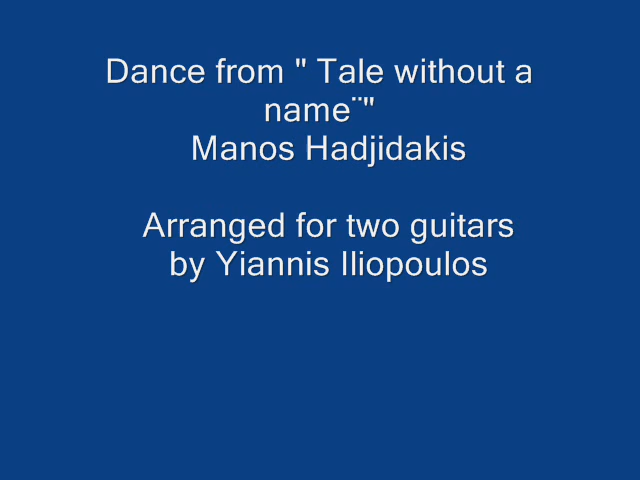 Dance from " Tale without a
name¨"
Manos Hadjidakis
Arranged for two guitars
by Yiannis Iliopoulos